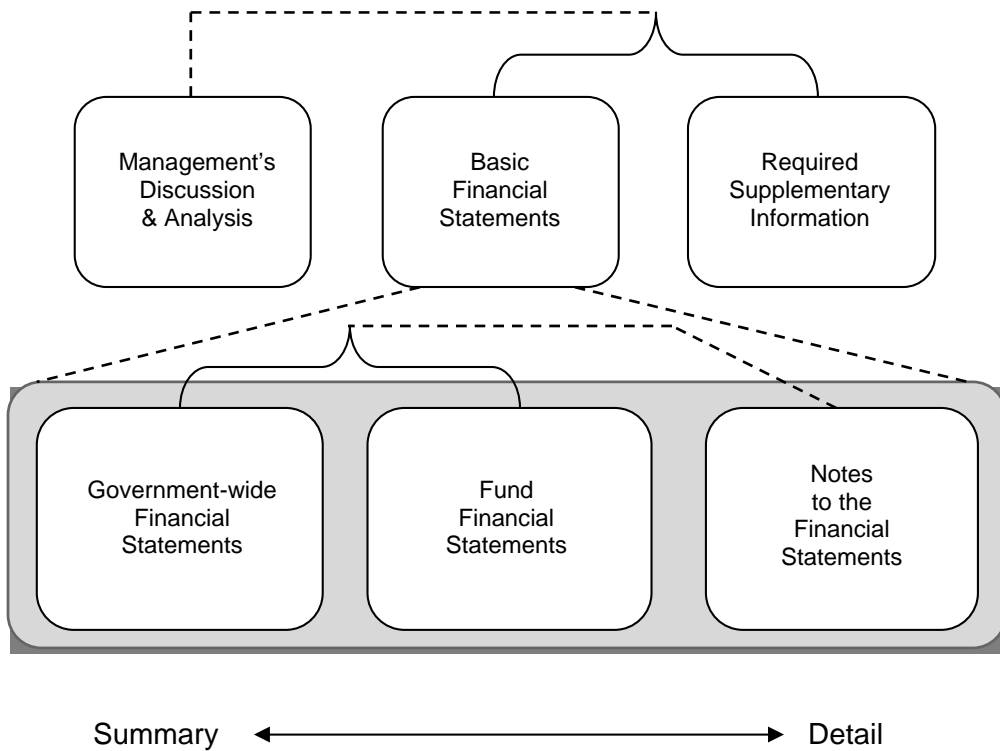 Management’s
Discussion
& Analysis
Basic
Financial
Statements
Required
Supplementary
Information
Government-wide
Financial
Statements
Fund
Financial
Statements
Notes
to the
Financial
Statements
Summary
Detail